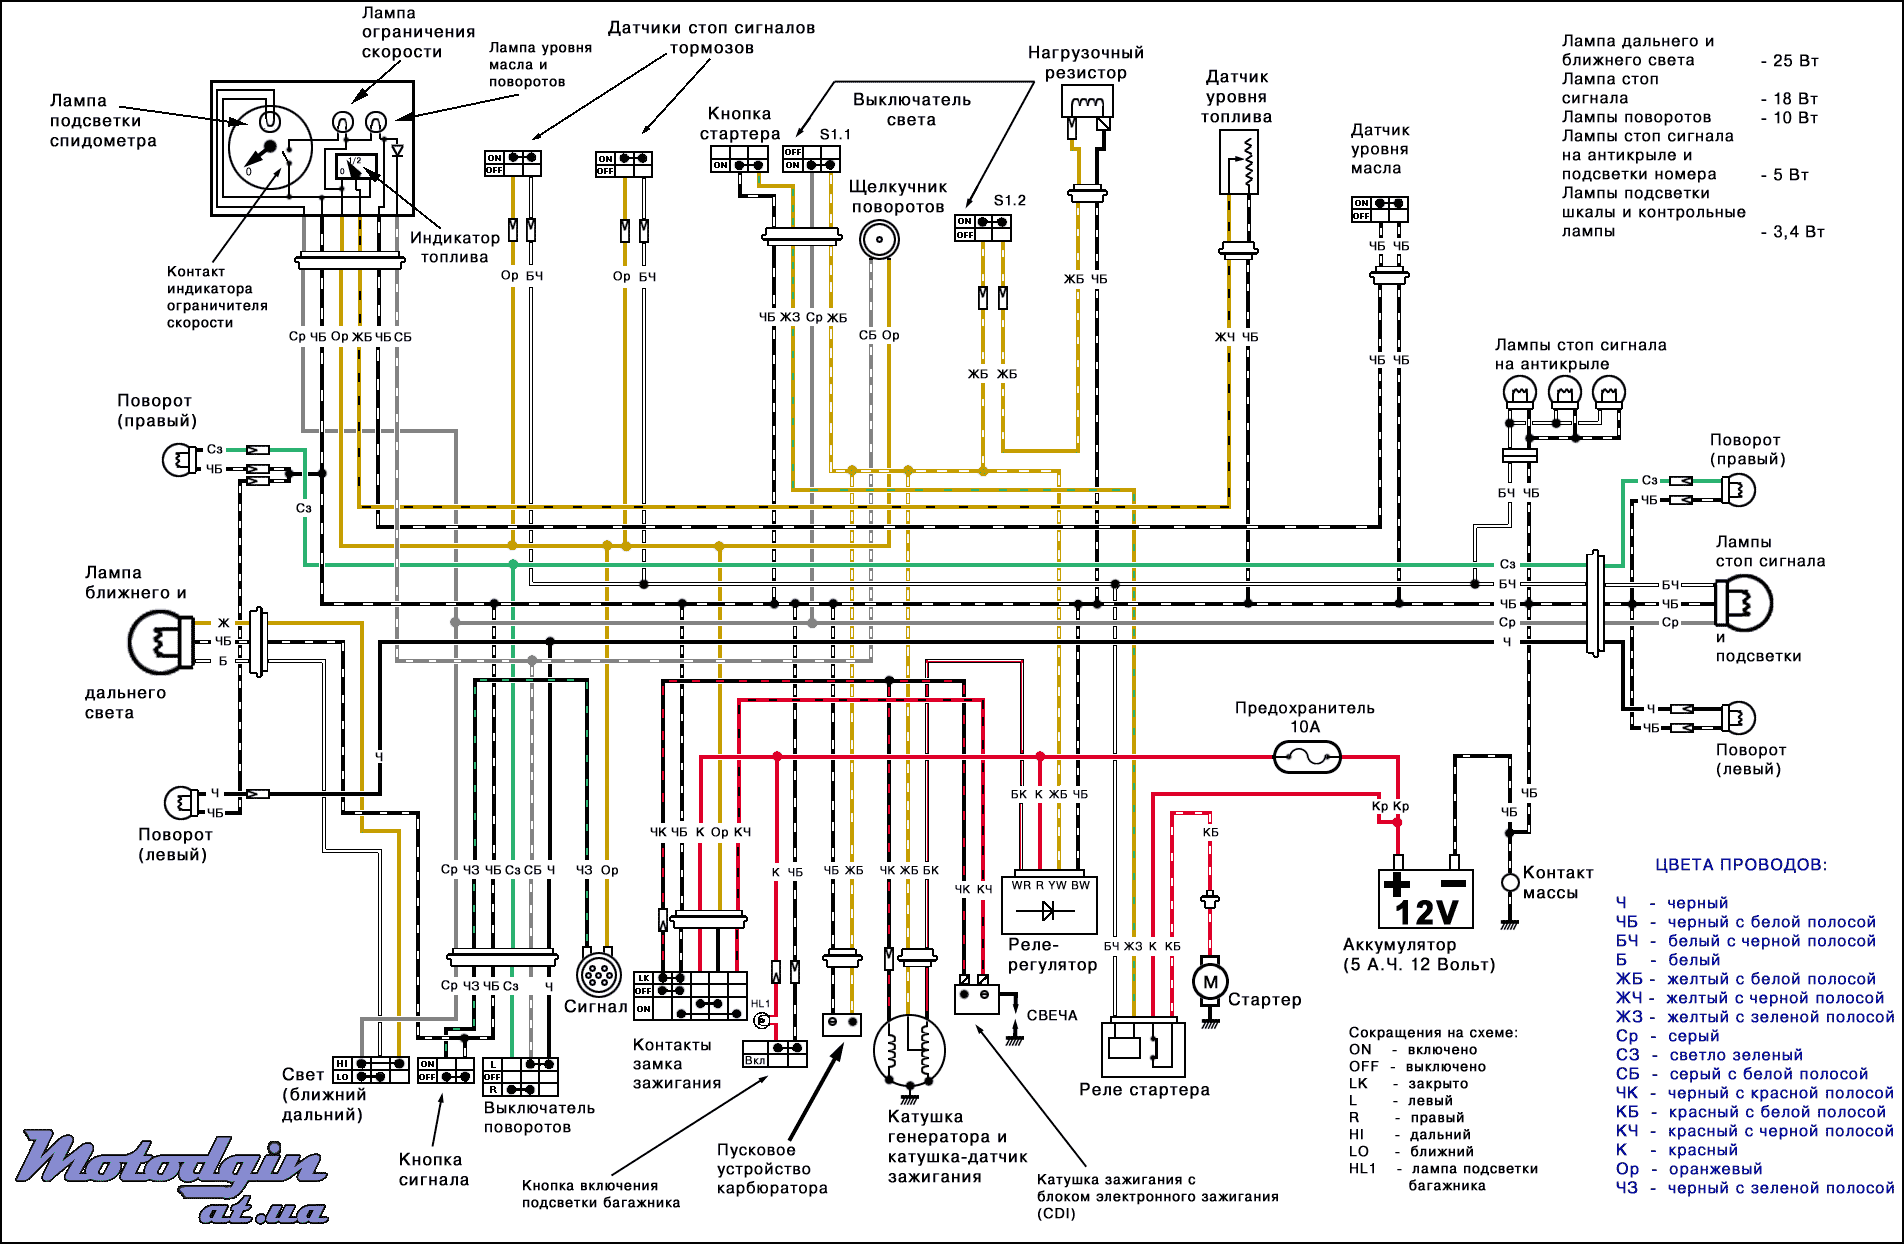 Лампа
ограничения
скорости
Лампа уровня
масла и
поворотов
Датчики стоп сигналов
тормозов
Лампа
подсветки
спидометра
0
1/2
0
Индикатор
топлива
Контакт
индикатора
ограничителя
скорости
ON
OFF
ON
OFF
Кнопка
стартера
Выключатель
света
S1.1
OFF
ON
Щелкучник
поворотов
S1.2
ON
OFF
Нагрузочный
резистор
Датчик
уровня
топлива
Датчик
уровня
масла
ON
OFF
Лампа дальнего и
ближнего света - 25 Вт
Лампа стоп
сигнала - 18 Вт
Лампы поворотов - 10 Вт
Лампы стоп сигнала
на антикрыле и
подсветки номера - 5 Вт
Лампы подсветки
шкалы и контрольные
лампы - 3,4 Вт
ЧБ ЧБ
Ор БЧ
Ор БЧ
ЖБ ЧБ
ЧБ ЖЗ Ср ЖБ
Ср ЧБ Ор ЖБ ЧБ СБ
СБ Ор
ЖЧ ЧБ
ЧБ ЧБ
ЖБ ЖБ
Лампы стоп сигнала
на антикрыле
Поворот
(правый)
Сз
ЧБ
Сз
БЧ ЧБ
Поворот
(правый)
Сз
ЧБ
Лампы
стоп сигнала
и
подсветки
Сз
БЧ
ЧБ
Ср
Ч
БЧ
ЧБ
Ср
Лампа
ближнего и
дальнего
света
Ж
ЧБ
Б
Ч
Ч
ЧБ
Поворот
(левый)
Ч
ЧБ
Поворот
(левый)
Предохранитель
10А
БК К ЖБ ЧБ
Кр Кр
ЧБ
ЧБ
КБ
ЧК ЧБ К Ор КЧ
Ср ЧЗ ЧБ Сз СБ Ч
ЧЗ Ор
К ЧБ
ЧБ ЖБ
ЧК ЖБ БК
ЧК КЧ
WR R YW BW
Реле-
регулятор
БЧ ЖЗ К КБ
12V
Аккумулятор
(5 А.Ч. 12 Вольт)
Контакт
массы
M
Стартер
Ср ЧЗ ЧБ Сз Ч
Сигнал
LK
OFF
ON
Контакты
замка
зажигания
HL1
Вкл
СВЕЧА
Реле стартера
HI
LO
Свет
(ближний
дальний)
ON
OFF
Кнопка
сигнала
L
OFF
R
Выключатель
поворотов
Кнопка включения
подсветки багажника
Пусковое
устройство
карбюратора
Катушка
генератора и
катушка-датчик
зажигания
Катушка зажигания с
блоком электронного зажигания
(CDI)
Сокращения на схеме:
ON - включено
OFF - выключено
LK - закрыто
L - левый
R - правый
HI - дальний
LO - ближний
HL1 - лампа подсветки
багажника
ЦВЕТА ПРОВОДОВ:
Ч - черный
ЧБ - черный с белой полосой
БЧ - белый с черной полосой
Б - белый
ЖБ - желтый с белой полосой
ЖЧ - желтый с черной полосой
ЖЗ - желтый с зеленой полосой
Ср - серый
СЗ - светло зеленый
СБ - серый с белой полосой
ЧК - черный с красной полосой
КБ - красный с белой полосой
КЧ - красный с черной полосой
К - красный
Ор - оранжевый
ЧЗ - черный с зеленой полосой
Motodgin
at.ua